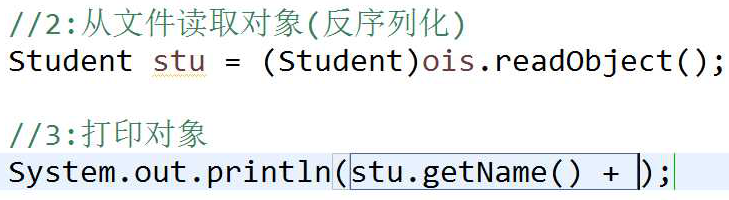 //2:从文件读取对象(反序列化)
Student stu = (Student)ois.readObject();
//3:打印对象
System.out.println(stu.getName() + );